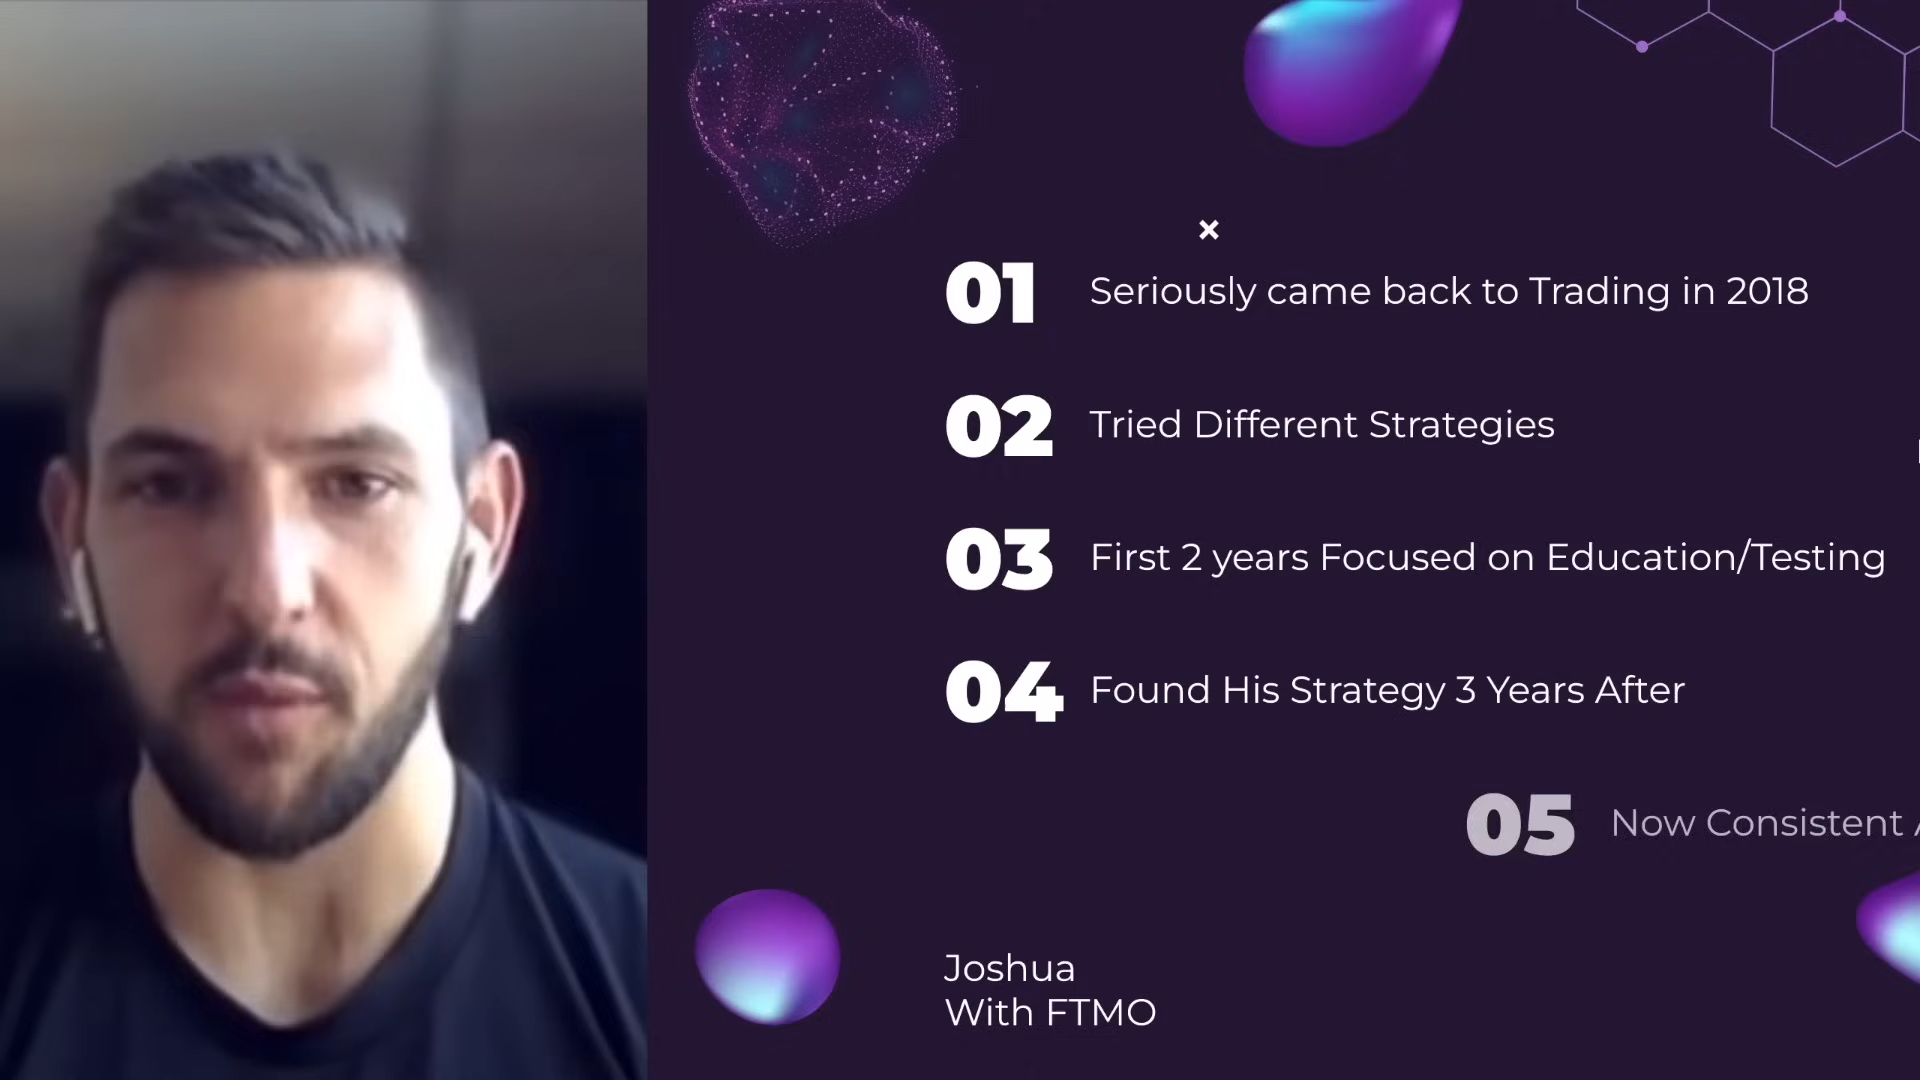 01 Seriously came back to Trading in 2018
02 Tried Different Strategies
03 First 2 years Focused on Education/Testing
04 Found His Strategy 3 Years After
05 Now Consistent
Joshua
With FTMO